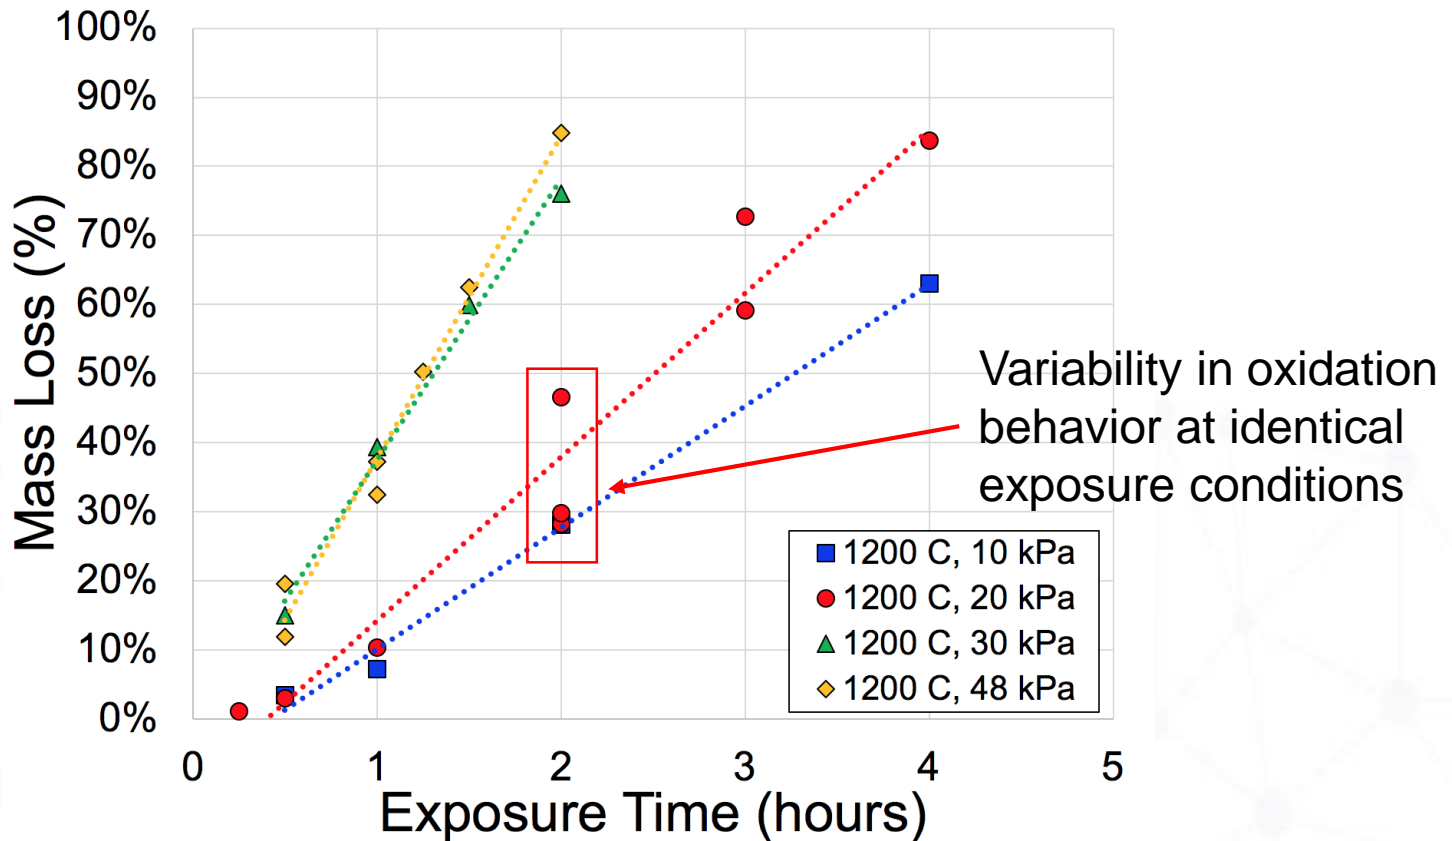 100%
90%
80%
70%
60%
50%
40%
30%
20%
10%
0%
Mass Loss (%)
0 1 2 3 4 5
Exposure Time (hours)
Variability in oxidation
behavior at identical
exposure conditions
1200 C, 10 kPa
1200 C, 20 kPa
1200 C, 30 kPa
1200 C, 48 kPa